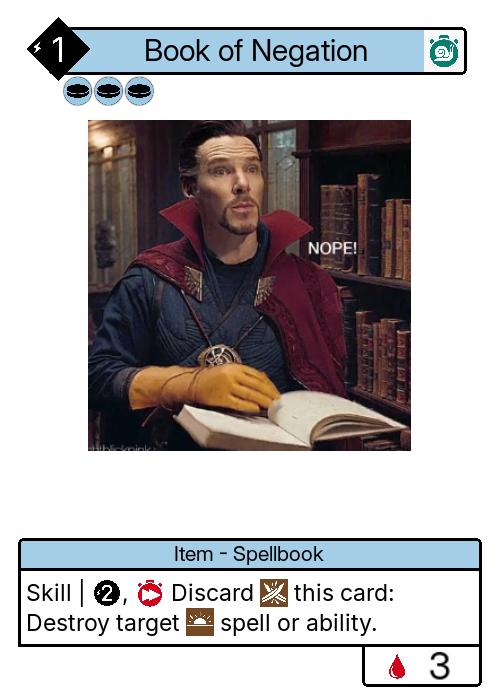 1
Book of Negation
NOPE!
Item - Spellbook
Skill | 2, Discard this card:
Destroy target spell or ability.
3